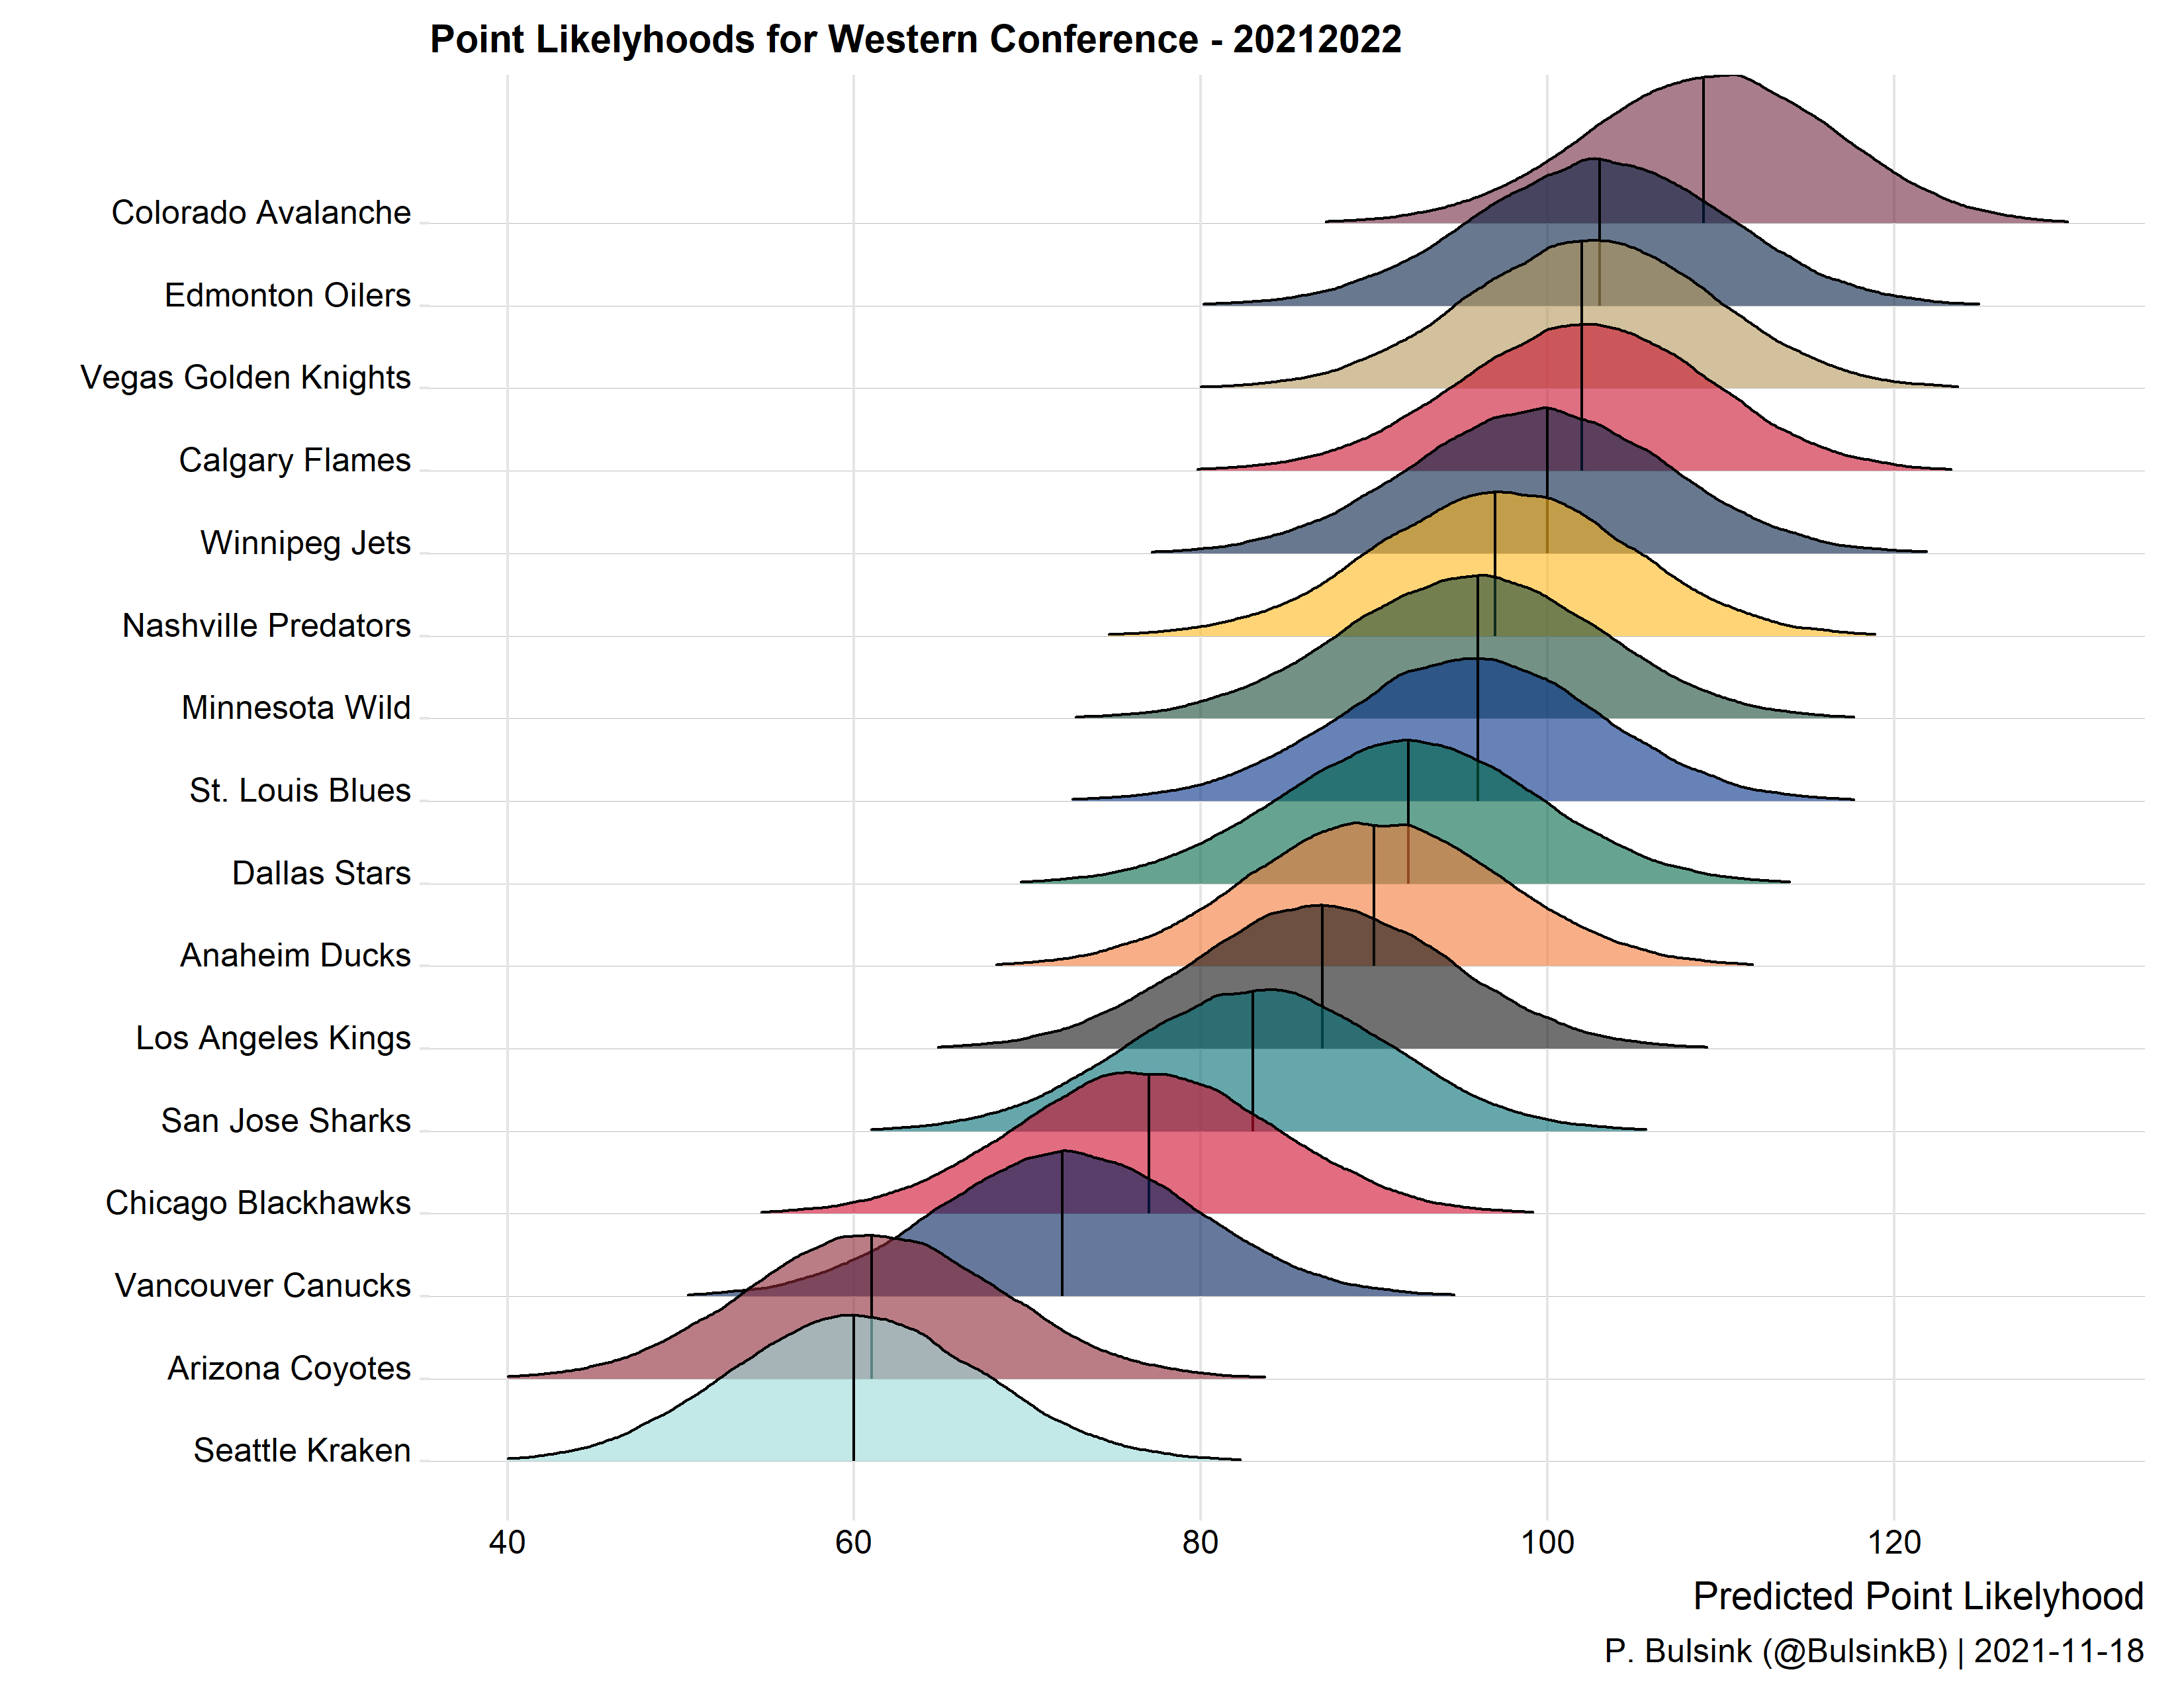 Point Likelyhoods for Western Conference - 20212022
Colorado Avalanche
Edmonton Oilers
Vegas Golden Knights
Calgary Flames
Winnipeg Jets
Nashville Predators
Minnesota Wild
St. Louis Blues
Dallas Stars
Anaheim Ducks
Los Angeles Kings
San Jose Sharks
Chicago Blackhawks
Vancouver Canucks
Arizona Coyotes
Seattle Kraken
40 60 80 100 120
Predicted Point Likelyhood
P. Bulsink (@BulsinkB) | 2021-11-18